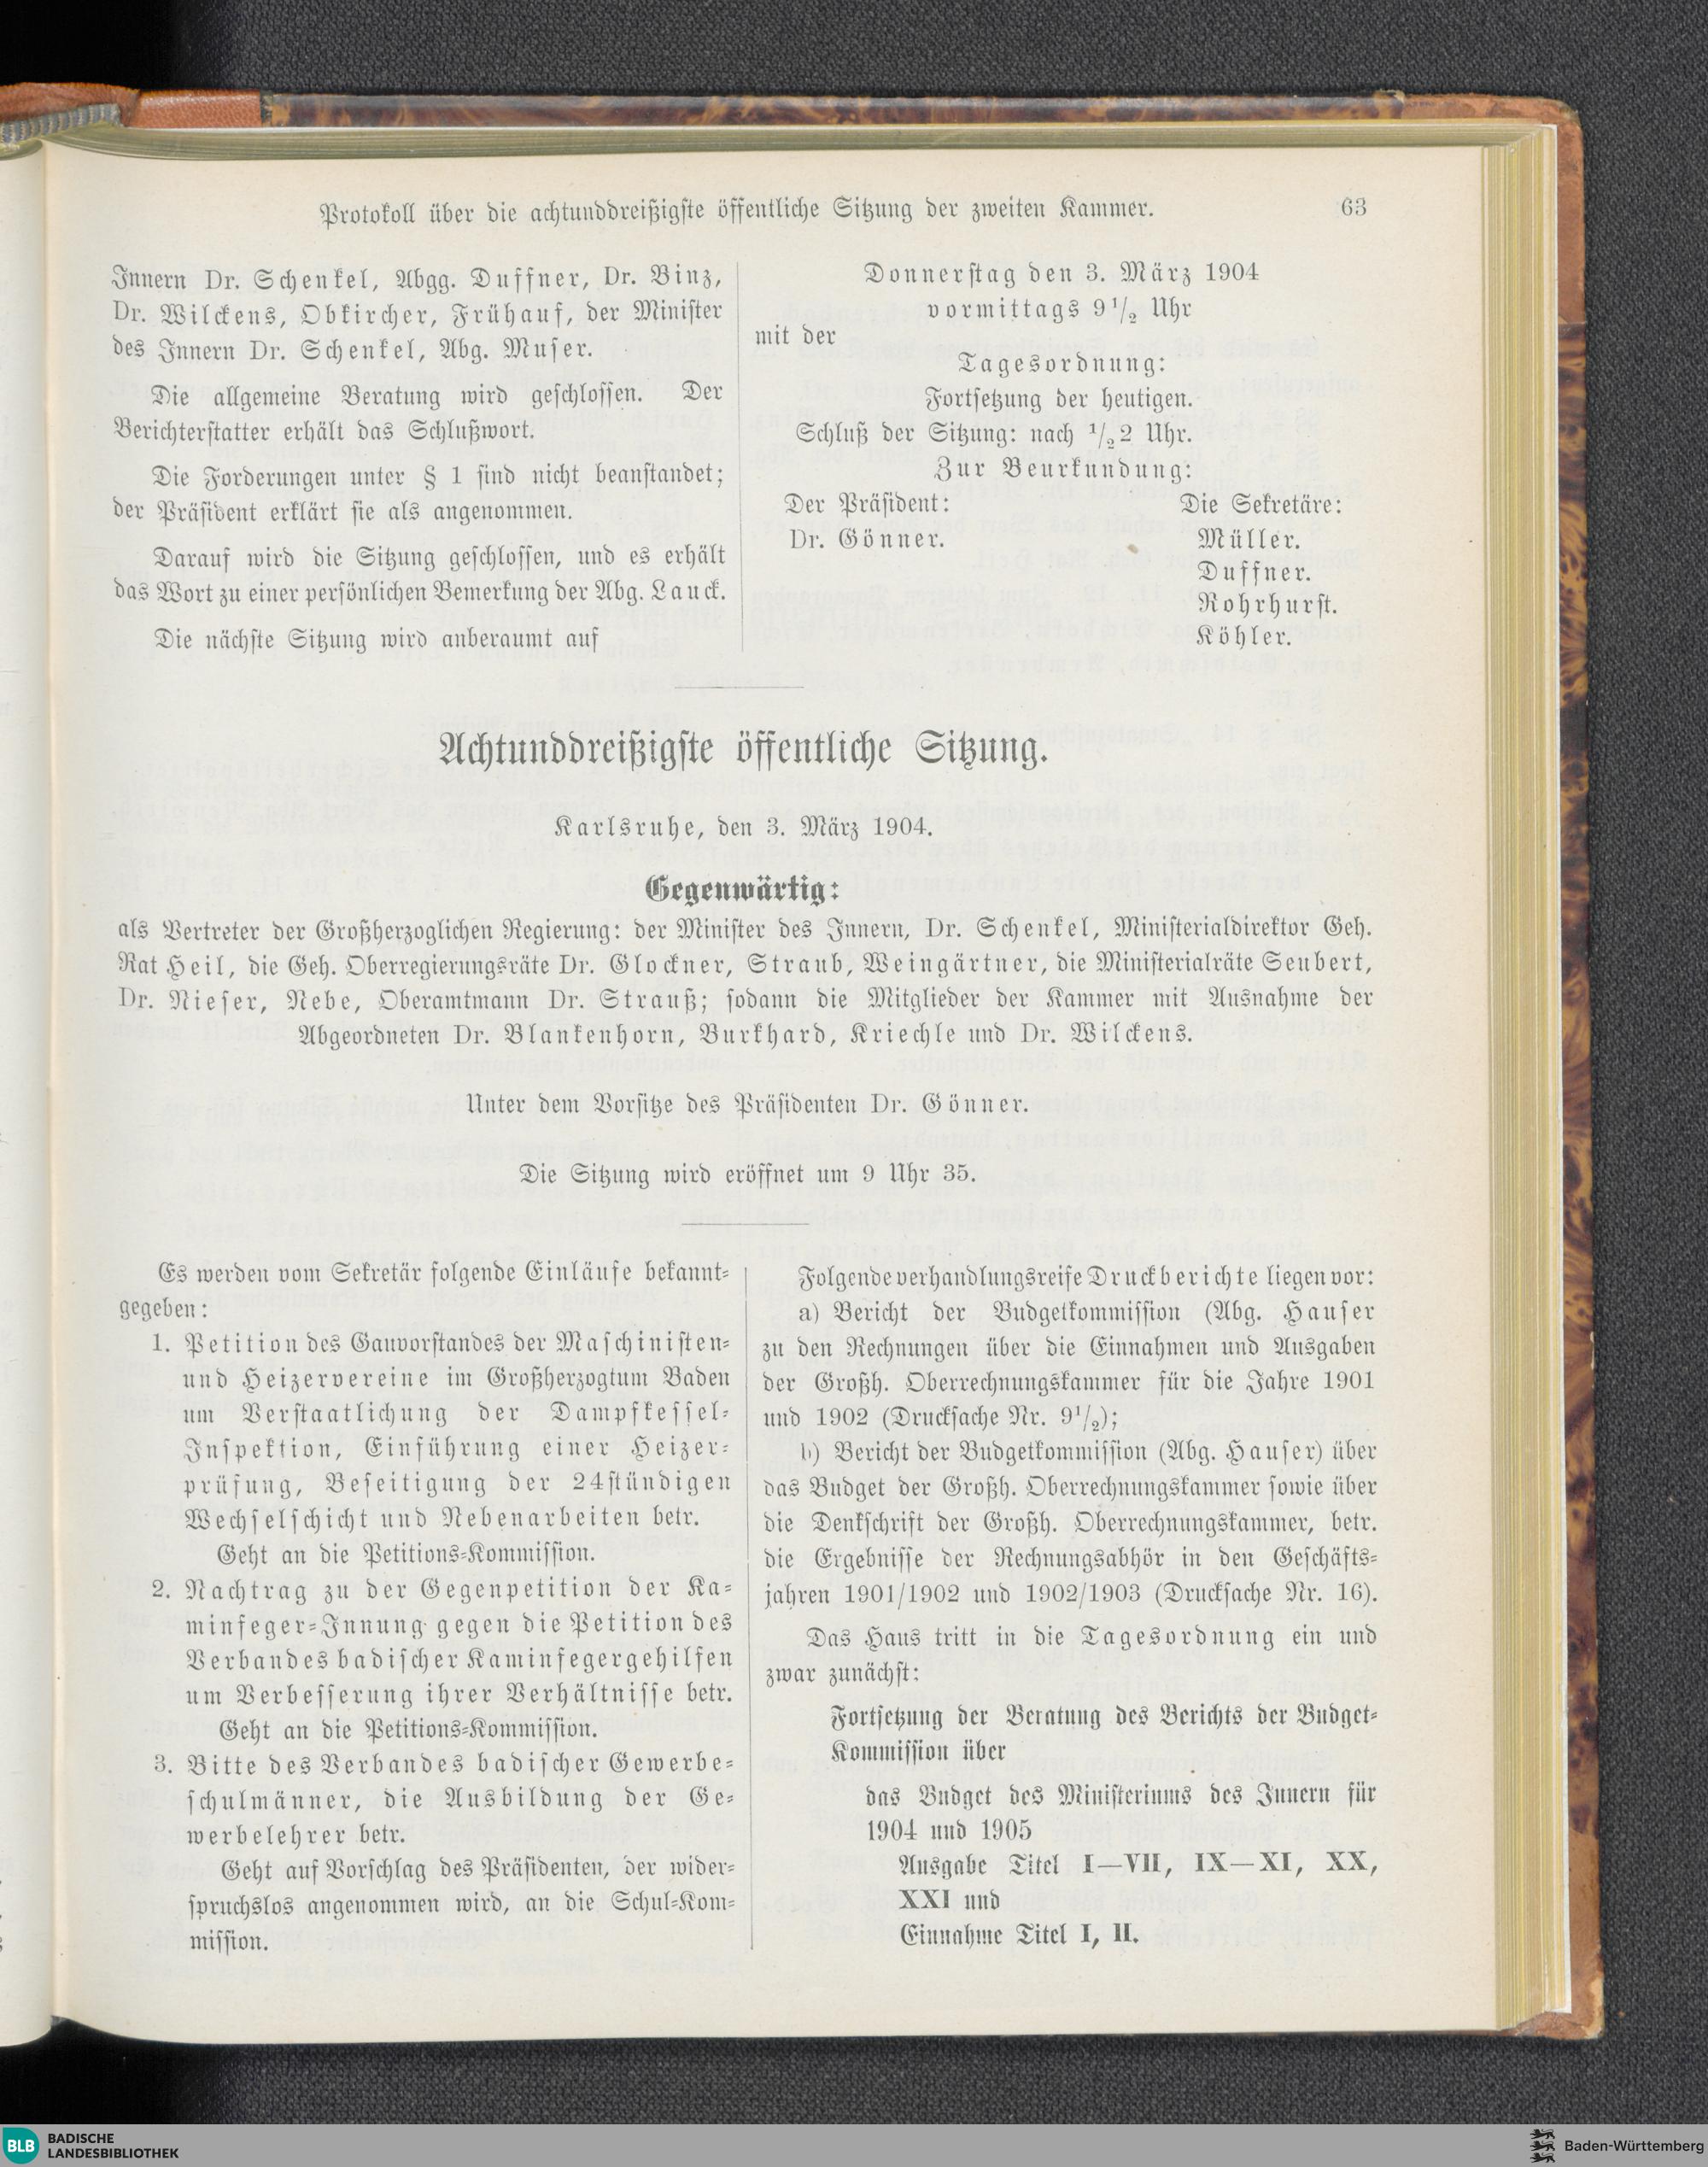 Protokoll über die achtunddreißigste öffentliche Sitzung der zweiten Kammer. 63
Innern Dr. Schenkel, Abgg. Duffner, Dr. Binz,
Dr. Wilckens, Obkircher, Frühauf, der Minister
des Innern Dr. Schenkel, Abg. Muser.
Die allgemeine Beratung wird geschlossen. Der
Berichterstatter erhält das Schlußwort.
Die Forderungen unter § 1 sind nicht beanstandet;
der Präsident erklärt sie als angenommen.
Darauf wird die Sitzung geschlossen, und es erhält
das Wort zu einer persönlichen Bemerkung der Abg. Lauck.
Die nächste Sitzung wird anberaumt auf
Donnerstag den 3. März 1904
vormittags 9 1/2 Uhr
mit der
Tagesordnung:
Fortsetzung der heutigen.
Schluß der Sitzung: nach 1/2 2 Uhr.
Zur Beurkundung:
Der Präsident: Die Sekretäre:
Dr. Gönner. Müller.
Duffner.
Rohrhurst.
Köhler.
Achtunddreißigste öffentliche Sitzung.
Karlsruhe, den 3. März 1904.
Gegenwärtig:
als Vertreter der Großherzoglichen Regierung: der Minister des Innern, Dr. Schenkel, Ministerialdirektor Geh.
Rat Heil, die Geh. Oberregierungsräte Dr. Glockner, Straub, Weingärtner, die Ministerialräte Seubert,
Dr. Nieser, Nebe, Oberamtmann Dr. Strauß; sodann die Mitglieder der Kammer mit Ausnahme der
Abgeordneten Dr. Blankenhorn, Burkhard, Kriechle und Dr. Wilckens.
Unter dem Vorsitze des Präsidenten Dr. Gönner.
Die Sitzung wird eröffnet um 9 Uhr 35.
Es werden vom Sekretär folgende Einläufe bekannt-
gegeben:
1. Petition des Gauvorstandes der Maschinisten-
und Heizervereine im Großherzogtum Baden
um Verstaatlichung der Dampfkessel-
Inspektion, Einführung einer Heizer-
prüfung, Beseitigung der 24stündigen
Wechselschicht und Nebenarbeiten betr.
Geht an die Petitions-Kommission.
2. Nachtrag zu der Gegenpetition der Ka-
minfeger-Innung gegen die Petition des
Verbandes badischer Kaminfegergehilfen
um Verbesserung ihrer Verhältnisse betr.
Geht an die Petitions-Kommission.
3. Bitte des Verbandes badischer Gewerbe-
schulmänner, die Ausbildung der Ge-
werbelehrer betr.
Geht auf Vorschlag des Präsidenten, der wider-
spruchslos angenommen wird, an die Schul-Kom-
mission.
Folgende verhandlungsreife Druckberichte liegen vor:
a) Bericht der Budgetkommission (Abg. Hauser
zu den Rechnungen über die Einnahmen und Ausgaben
der Großh. Oberrechnungskammer für die Jahre 1901
und 1902 (Drucksache Nr. 9 1/2);
b) Bericht der Budgetkommission (Abg. Hauser) über
das Budget der Großh. Oberrechnungskammer sowie über
die Denkschrift der Großh. Oberrechnungskammer, betr.
die Ergebnisse der Rechnungsabhör in den Geschäfts-
jahren 1901/1902 und 1902/1903 (Drucksache Nr. 16).
Das Haus tritt in die Tagesordnung ein und
zwar zunächst:
Fortsetzung der Beratung des Berichts der Budget-
Kommission über
das Budget des Ministeriums des Innern für
1904 und 1905
Ausgabe Titel I—VII, IX—XI, XX,
XXI und
Einnahme Titel I, II.
BLB BADISCHE
LANDESBIBLIOTHEK
Baden-Württemberg